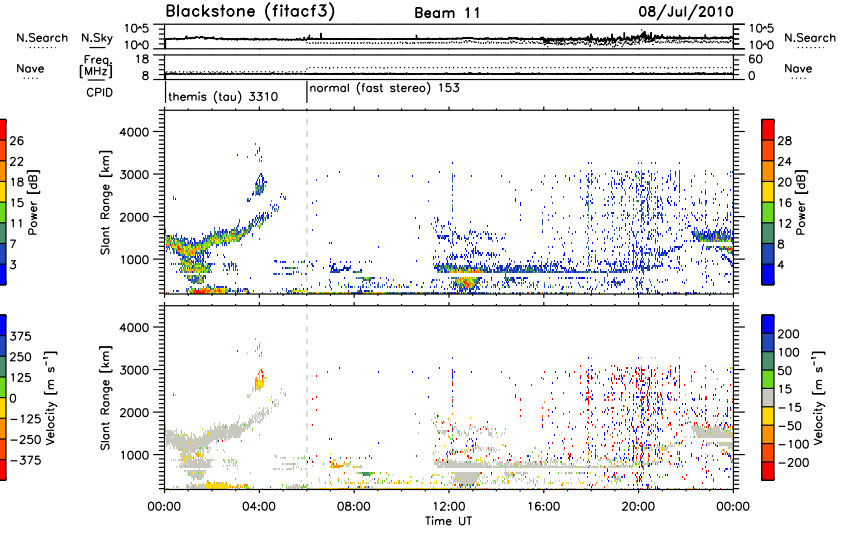 Blackstone (fitacf3) Beam 11 08/Jul/2010
N.Search N.Sky 10^5 10^0 10^5 10^0 N.Search
Nave Freq. [MHz] 18 8 60 0 Nave
CPID themis (tau) 3310 normal (fast stereo) 153
Power [dB] 26 22 18 15 11 7 3
Slant Range [km] 4000 3000 2000 1000
28 24 20 16 12 8 4 Power [dB]
Velocity [m s⁻¹] 375 250 125 0 −125 −250 −375
Slant Range [km] 4000 3000 2000 1000
200 100 50 15 −15 −50 −100 −200 Velocity [m s⁻¹]
00:00 04:00 08:00 12:00 16:00 20:00 00:00
Time UT